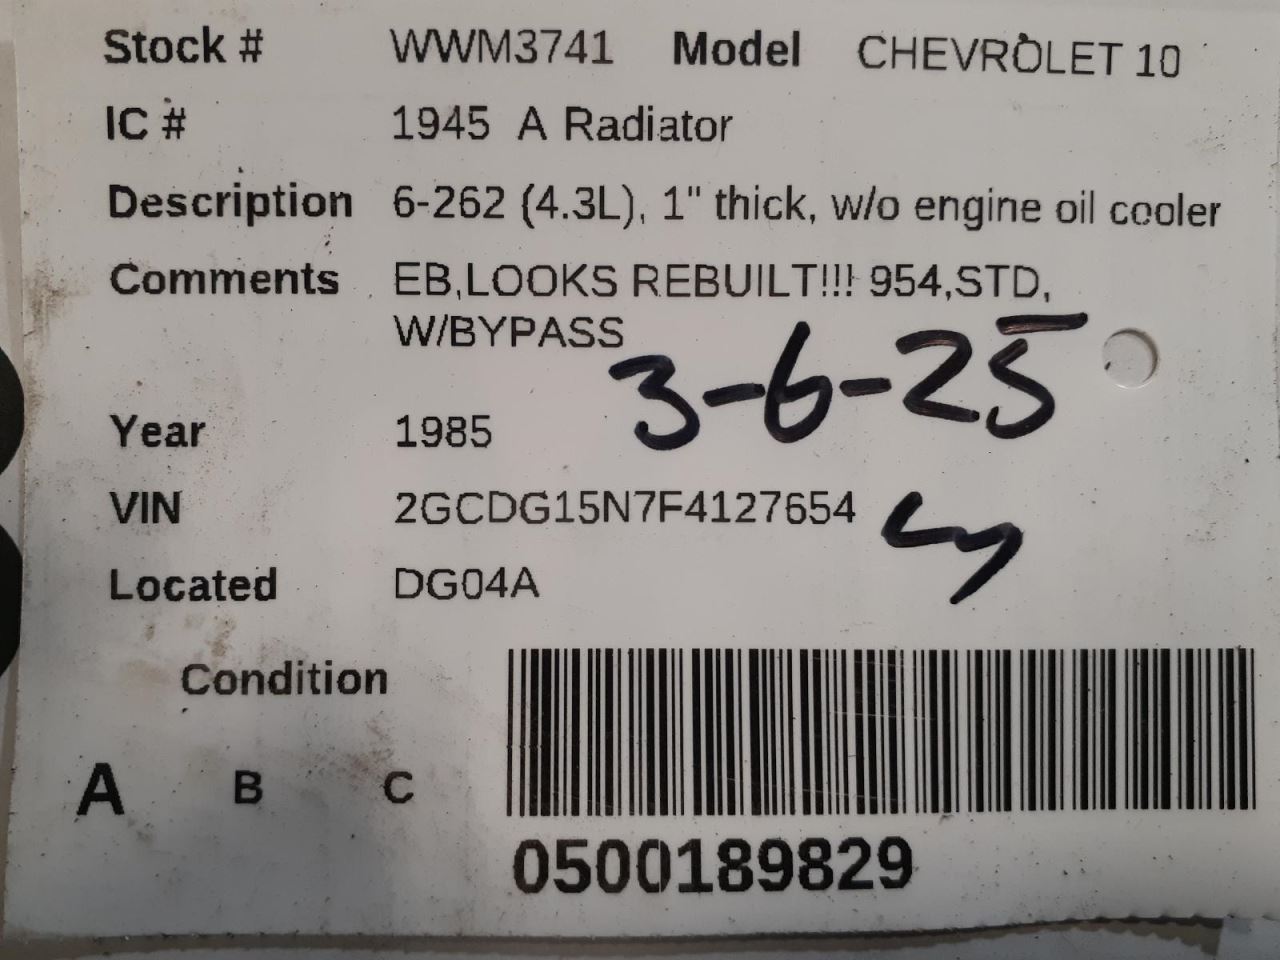 Stock # WWM3741 Model CHEVROLET 10
IC # 1945 A Radiator
Description 6-262 (4.3L), 1" thick, w/o engine oil cooler
Comments EB,LOOKS REBUILT!!! 954,STD,
W/BYPASS
3-6-25
Year 1985
VIN 2GCDG15N7F4127654
Located DG04A
Condition
A B C
0500189829